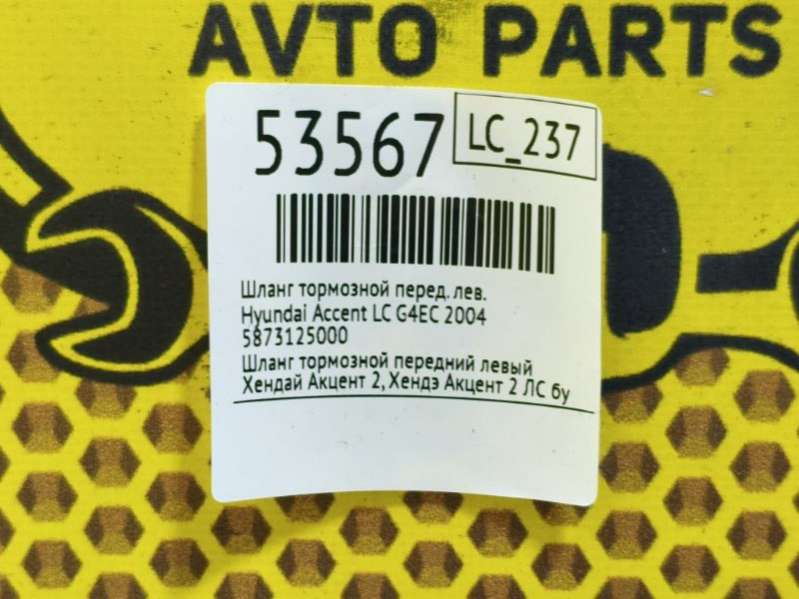 AVTO PARTS
53567
LC_237
Шланг тормозной перед. лев.
Hyundai Accent LC G4EC 2004
5873125000
Шланг тормозной передний левый
Хендай Акцент 2, Хендэ Акцент 2 ЛС бу